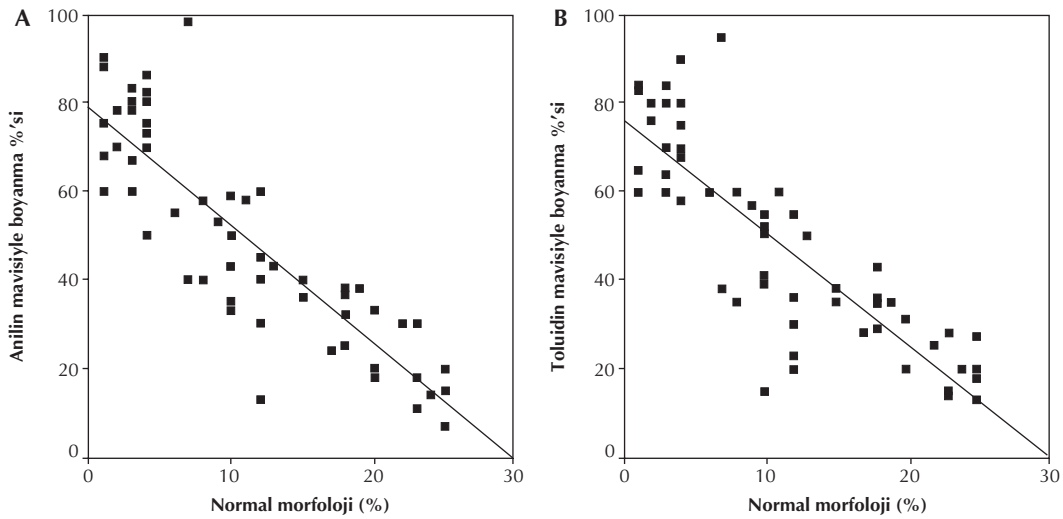 A
Anilin mavisiyle boyanma %'si
100
80
60
40
20
0
0 10 20 30
Normal morfoloji (%)
B
Toluidin mavisiyle boyanma %'si
100
80
60
40
20
0
0 10 20 30
Normal morfoloji (%)